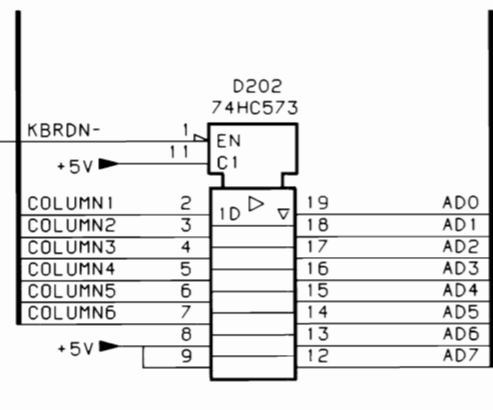 D202
74HC573
KBRDN- 1 EN
+5V 11 C1
COLUMN1 2 1D 19 AD0
COLUMN2 3 18 AD1
COLUMN3 4 17 AD2
COLUMN4 5 16 AD3
COLUMN5 6 15 AD4
COLUMN6 7 14 AD5
8 13 AD6
+5V 9 12 AD7